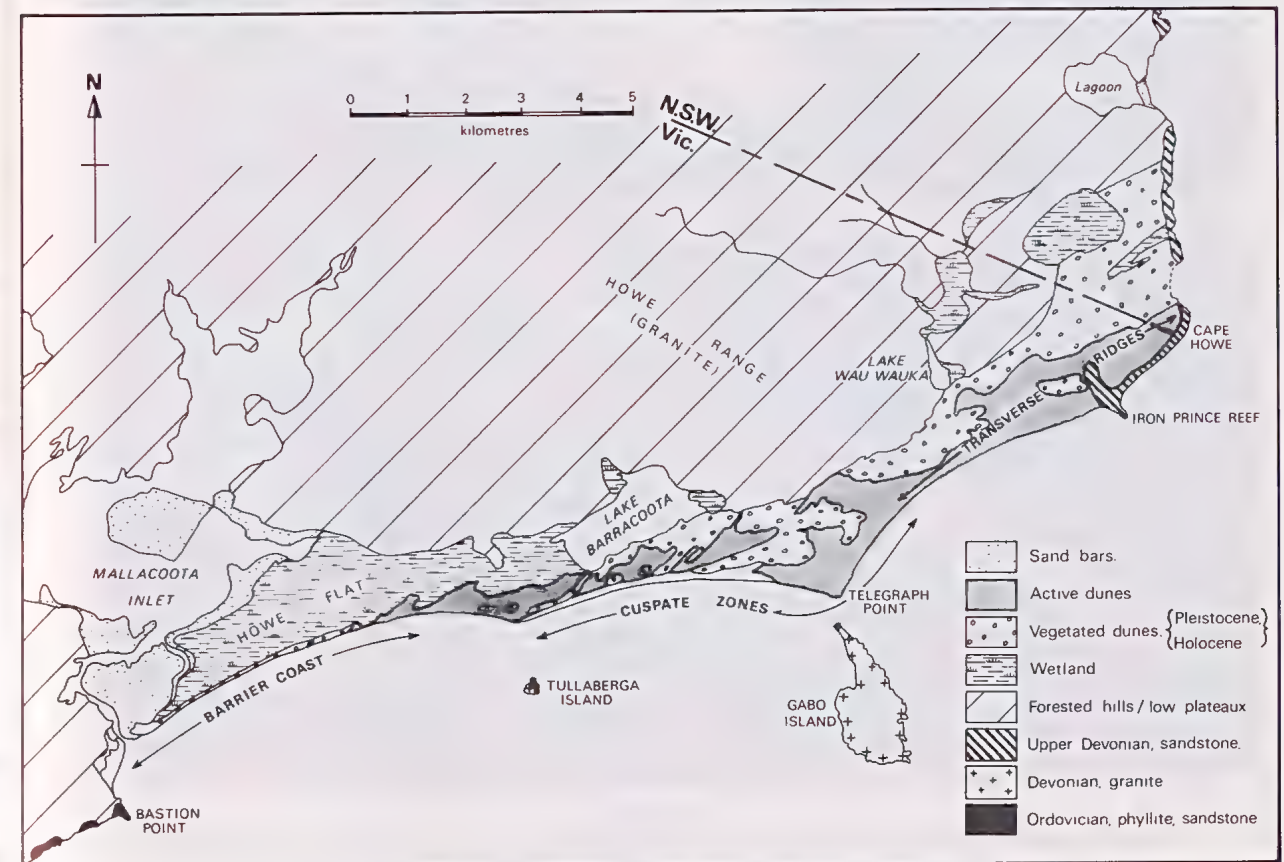 N
0 1 2 3 4 5
kilometres
N.S.W.
Vic.
Lagoon
HOWE RANGE
(GRANITE)
LAKE
WAU WAUKA
CAPE
HOWE
TRANSVERSE RIDGES
IRON PRINCE REEF
LAKE
BARRACOOTA
MALLACOOTA
INLET
HOWE FLAT
BARRIER COAST
CUSPATE ZONES
TELEGRAPH
POINT
TULLABERGA
ISLAND
GABO
ISLAND
BASTION
POINT
Sand bars.
Active dunes
Vegetated dunes. {Pleistocene,}
{Holocene}
Wetland
Forested hills / low plateaux
Upper Devonian, sandstone.
Devonian, granite
Ordovician, phyllite, sandstone